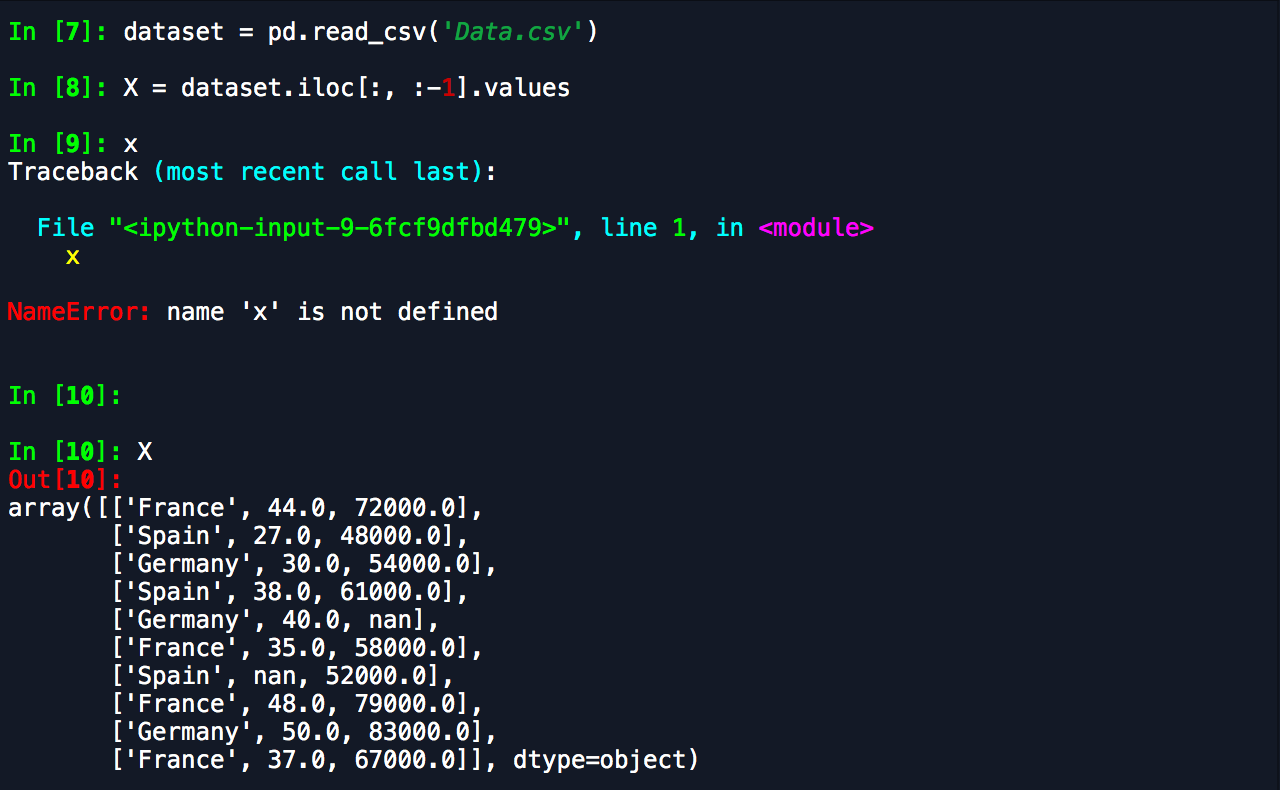 In [7]: dataset = pd.read_csv('Data.csv')
In [8]: X = dataset.iloc[:, :-1].values
In [9]: x
Traceback (most recent call last):
  File "<ipython-input-9-6fcf9dfbd479>", line 1, in <module>
    x
NameError: name 'x' is not defined
In [10]:
In [10]: X
Out[10]:
array([['France', 44.0, 72000.0],
       ['Spain', 27.0, 48000.0],
       ['Germany', 30.0, 54000.0],
       ['Spain', 38.0, 61000.0],
       ['Germany', 40.0, nan],
       ['France', 35.0, 58000.0],
       ['Spain', nan, 52000.0],
       ['France', 48.0, 79000.0],
       ['Germany', 50.0, 83000.0],
       ['France', 37.0, 67000.0]], dtype=object)